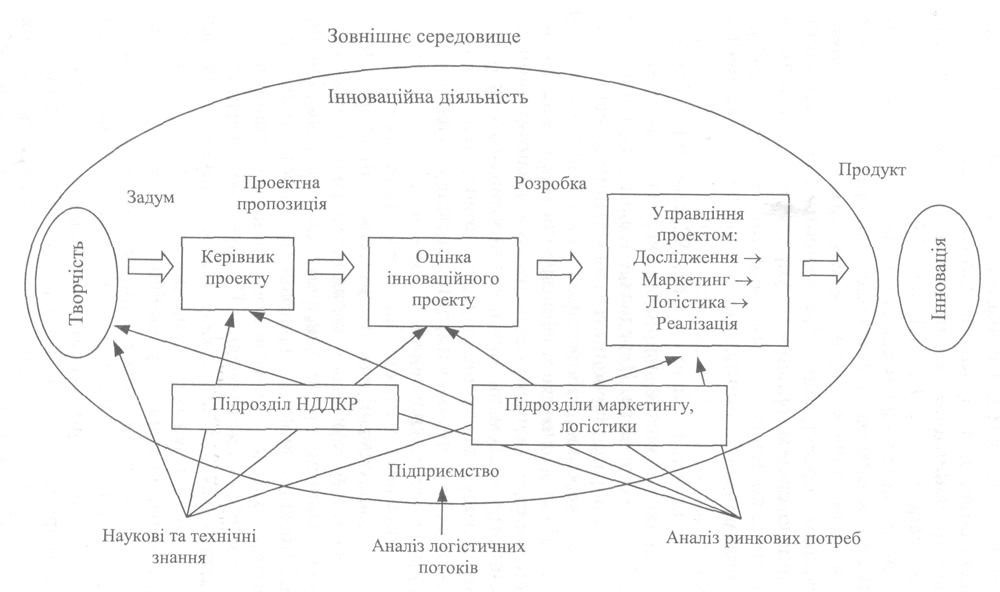 Зовнішнє середовище
Інноваційна діяльність
Задум
Проектна
пропозиція
Розробка
Продукт
Творчість
Керівник
проекту
Оцінка
інноваційного
проекту
Управління
проектом:
Дослідження →
Маркетинг →
Логістика →
Реалізація
Інновація
Підрозділ НДДКР
Підрозділи маркетингу,
логістики
Підприємство
Наукові та технічні
знання
Аналіз логістичних
потоків
Аналіз ринкових потреб